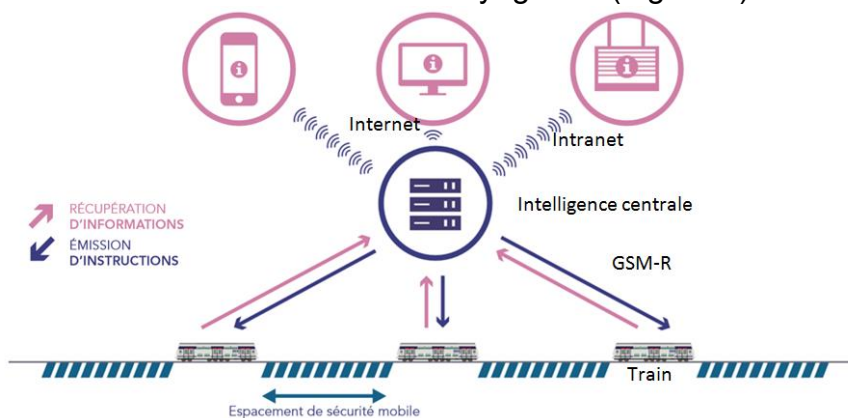 Internet
Intranet
Intelligence centrale
RÉCUPÉRATION
D'INFORMATIONS
ÉMISSION
D'INSTRUCTIONS
GSM-R
Train
Espacement de sécurité mobile